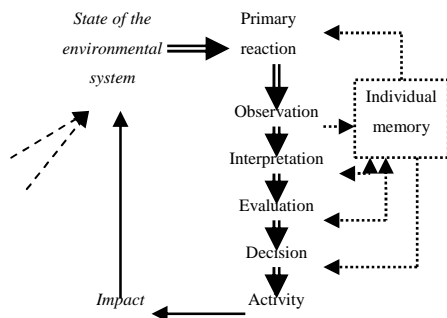 State of the
environmental
system
Primary
reaction
Observation
Interpretation
Evaluation
Decision
Activity
Impact
Individual
memory